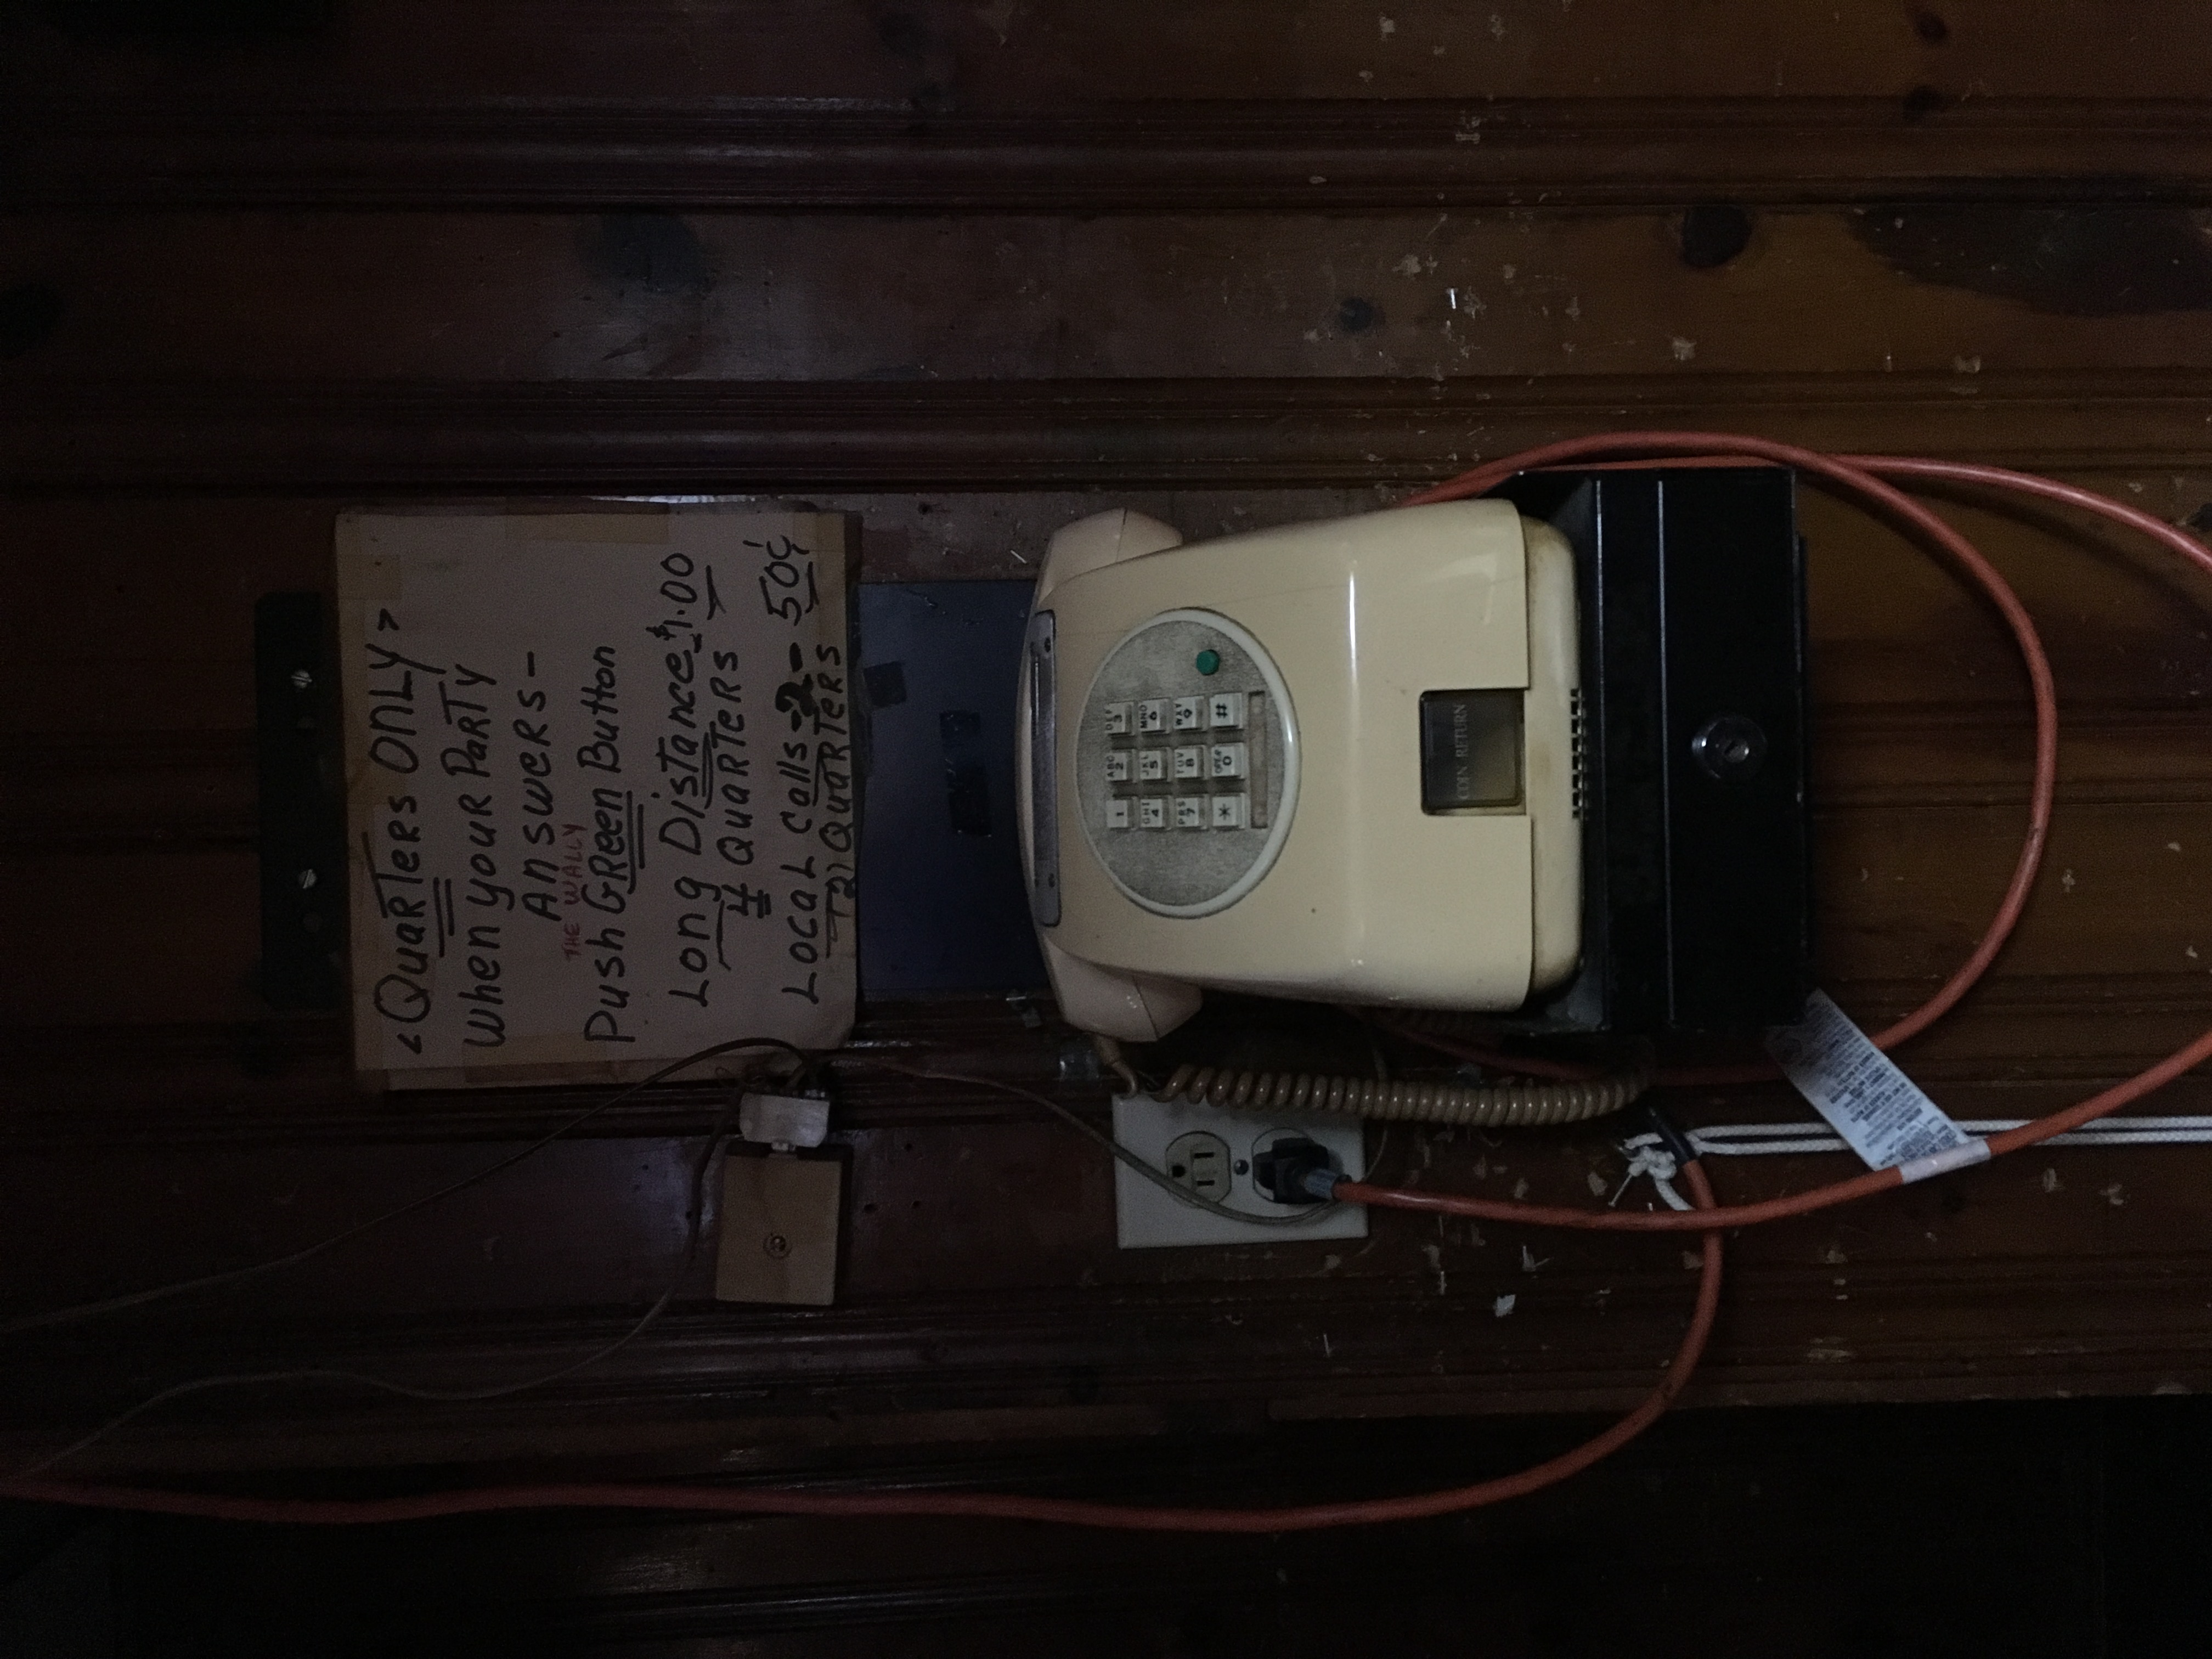 < Quarters Only >
When your Party
Answers-
THE WALLY
Push Green Button
Long Distance $1.00
4 Quarters
Local Calls -2- 50¢
(2) Quarters
1 ABC 2 DEF 3
GHI 4 JKL 5 MNO 6
PRS 7 TUV 8 WXY 9
* OPER 0 #
COIN RETURN